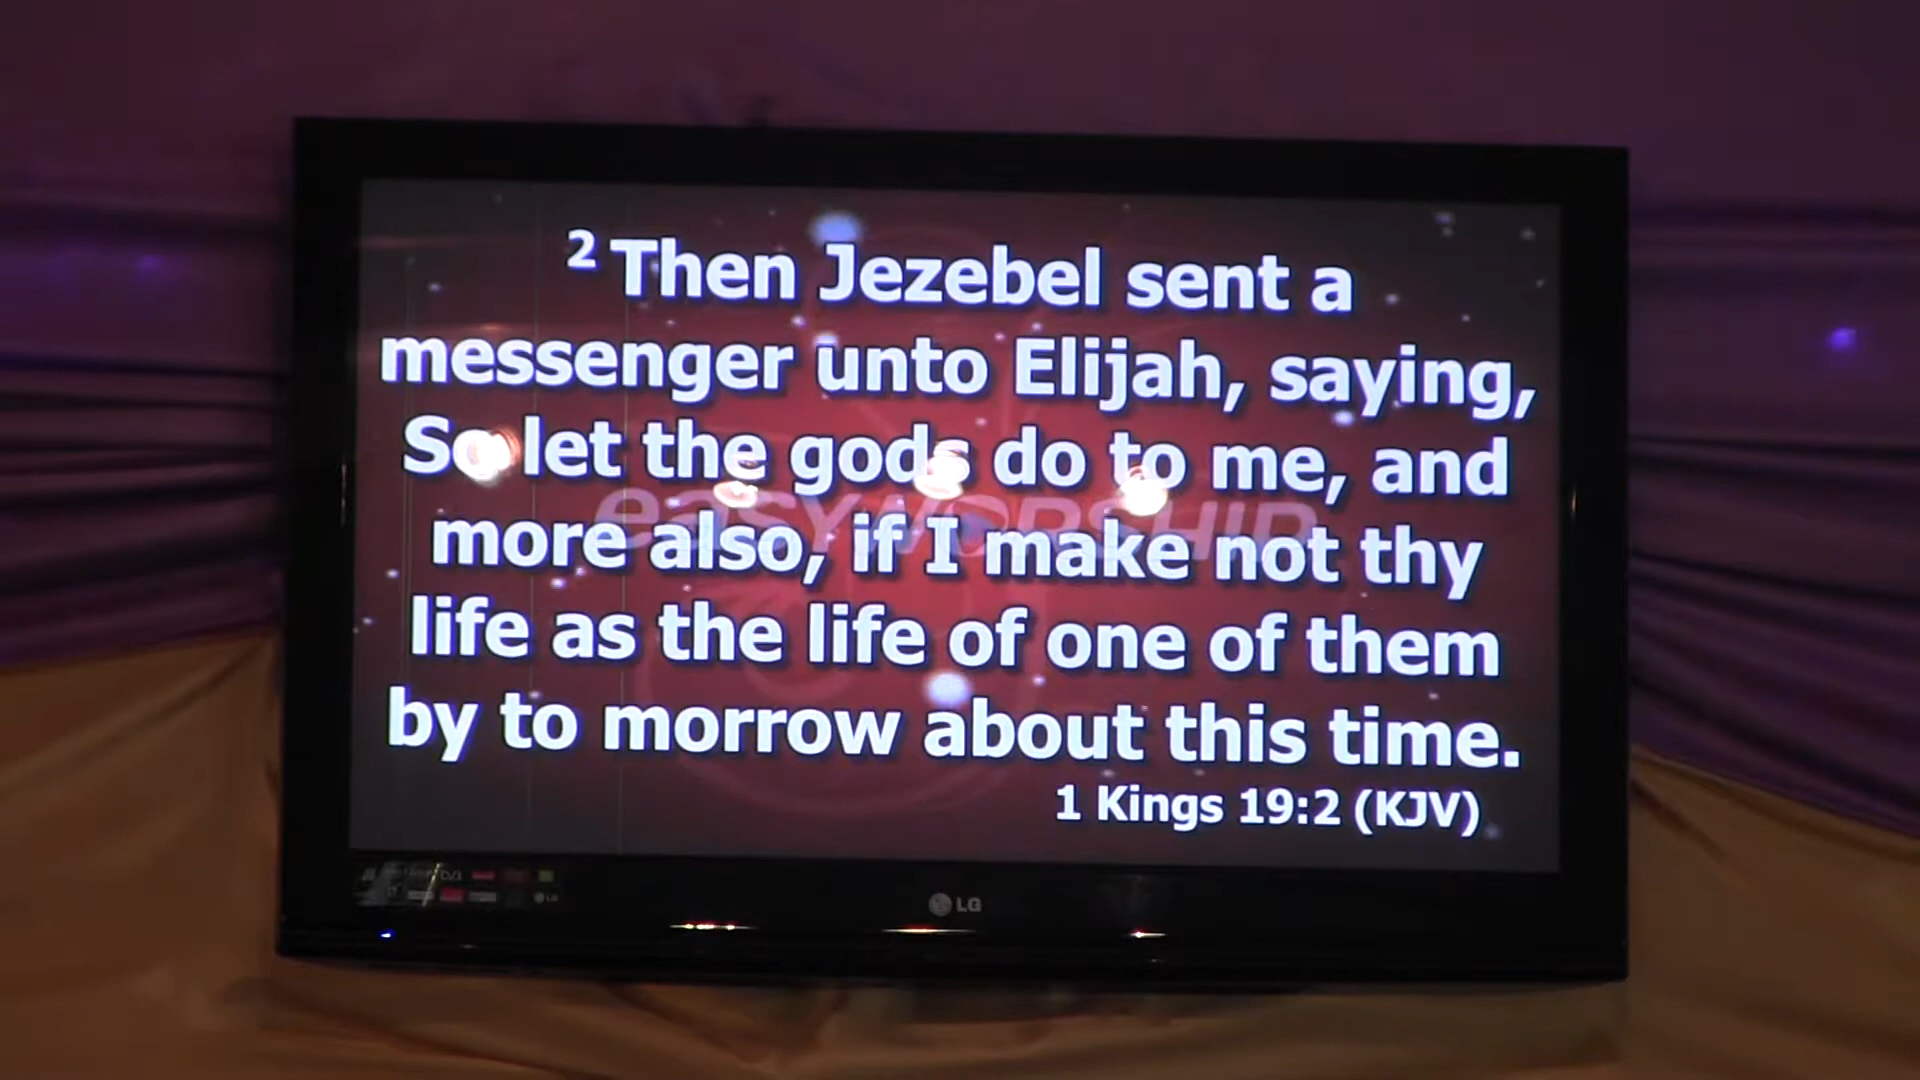 2 Then Jezebel sent a
messenger unto Elijah, saying,
So let the gods do to me, and
easyworship
more also, if I make not thy
life as the life of one of them
by to morrow about this time.
1 Kings 19:2 (KJV)
LG